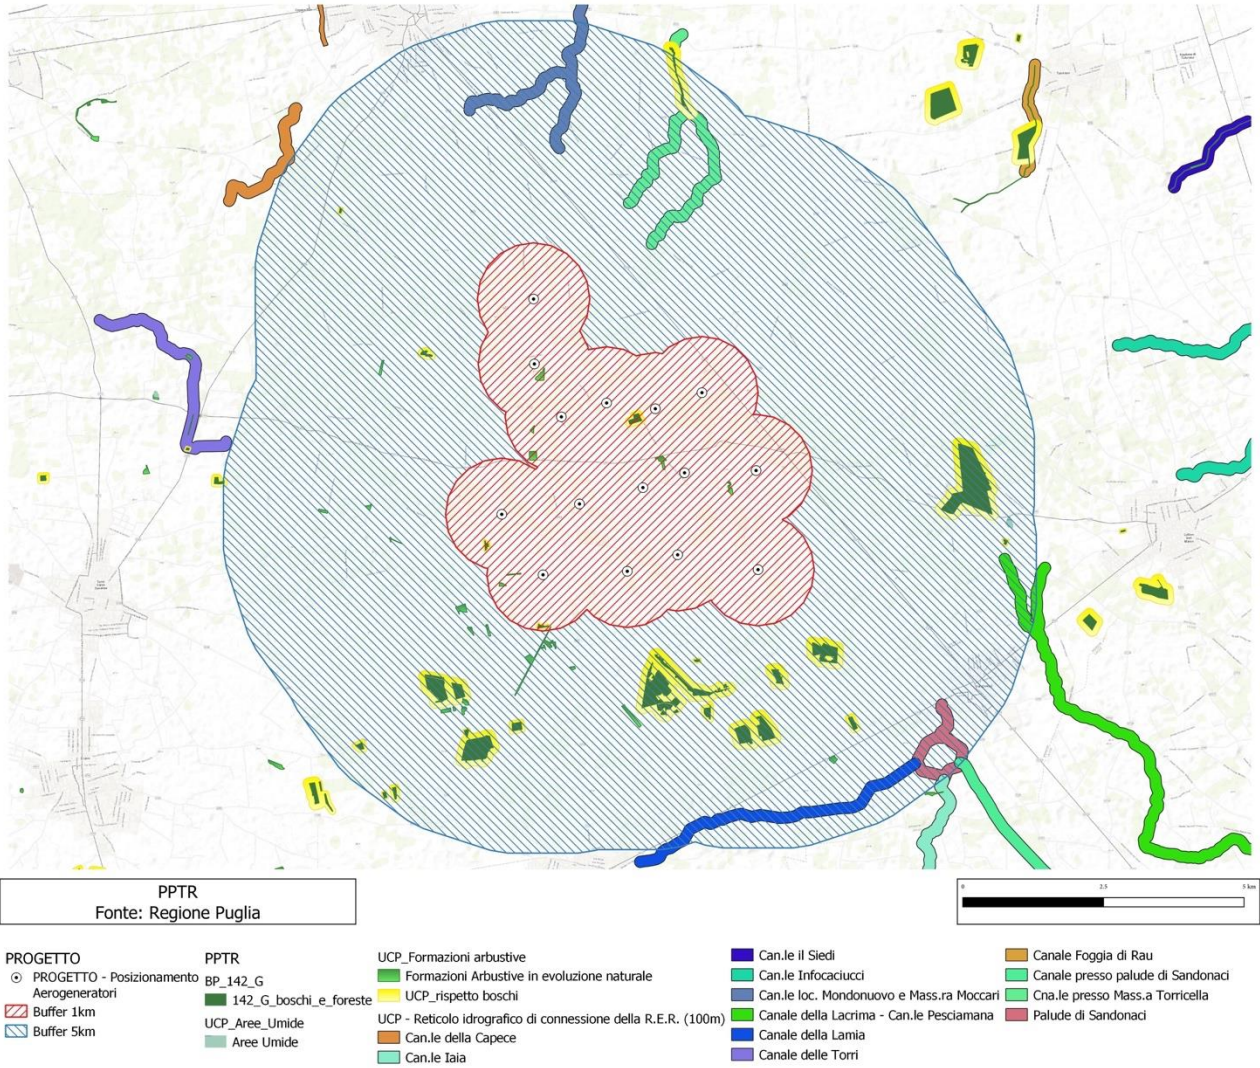 PPTR
Fonte: Regione Puglia
0
2.5
5 km
PROGETTO
PROGETTO - Posizionamento
Aerogeneratori
Buffer 1km
Buffer 5km
PPTR
BP_142_G
142_G_boschi_e_foreste
UCP_Aree_Umide
Aree Umide
UCP_Formazioni arbustive
Formazioni Arbustive in evoluzione naturale
UCP_rispetto boschi
UCP - Reticolo idrografico di connessione della R.E.R. (100m)
Can.le della Capece
Can.le Iaia
Can.le il Siedi
Can.le Infocaciucci
Can.le loc. Mondonuovo e Mass.ra Moccari
Canale della Lacrima - Can.le Pesciamana
Canale della Lamia
Canale delle Torri
Canale Foggia di Rau
Canale presso palude di Sandonaci
Cna.le presso Mass.a Torricella
Palude di Sandonaci